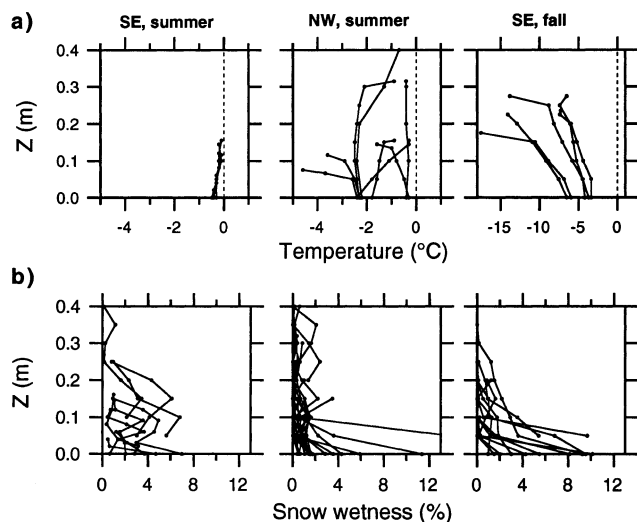 a)
SE, summer
NW, summer
SE, fall
Z (m)
0.4
0.3
0.2
0.1
0.0
-4 -2 0
-4 -2 0
-15 -10 -5 0
Temperature (°C)
b)
Z (m)
0.4
0.3
0.2
0.1
0.0
0 4 8 12
0 4 8 12
0 4 8 12
Snow wetness (%)